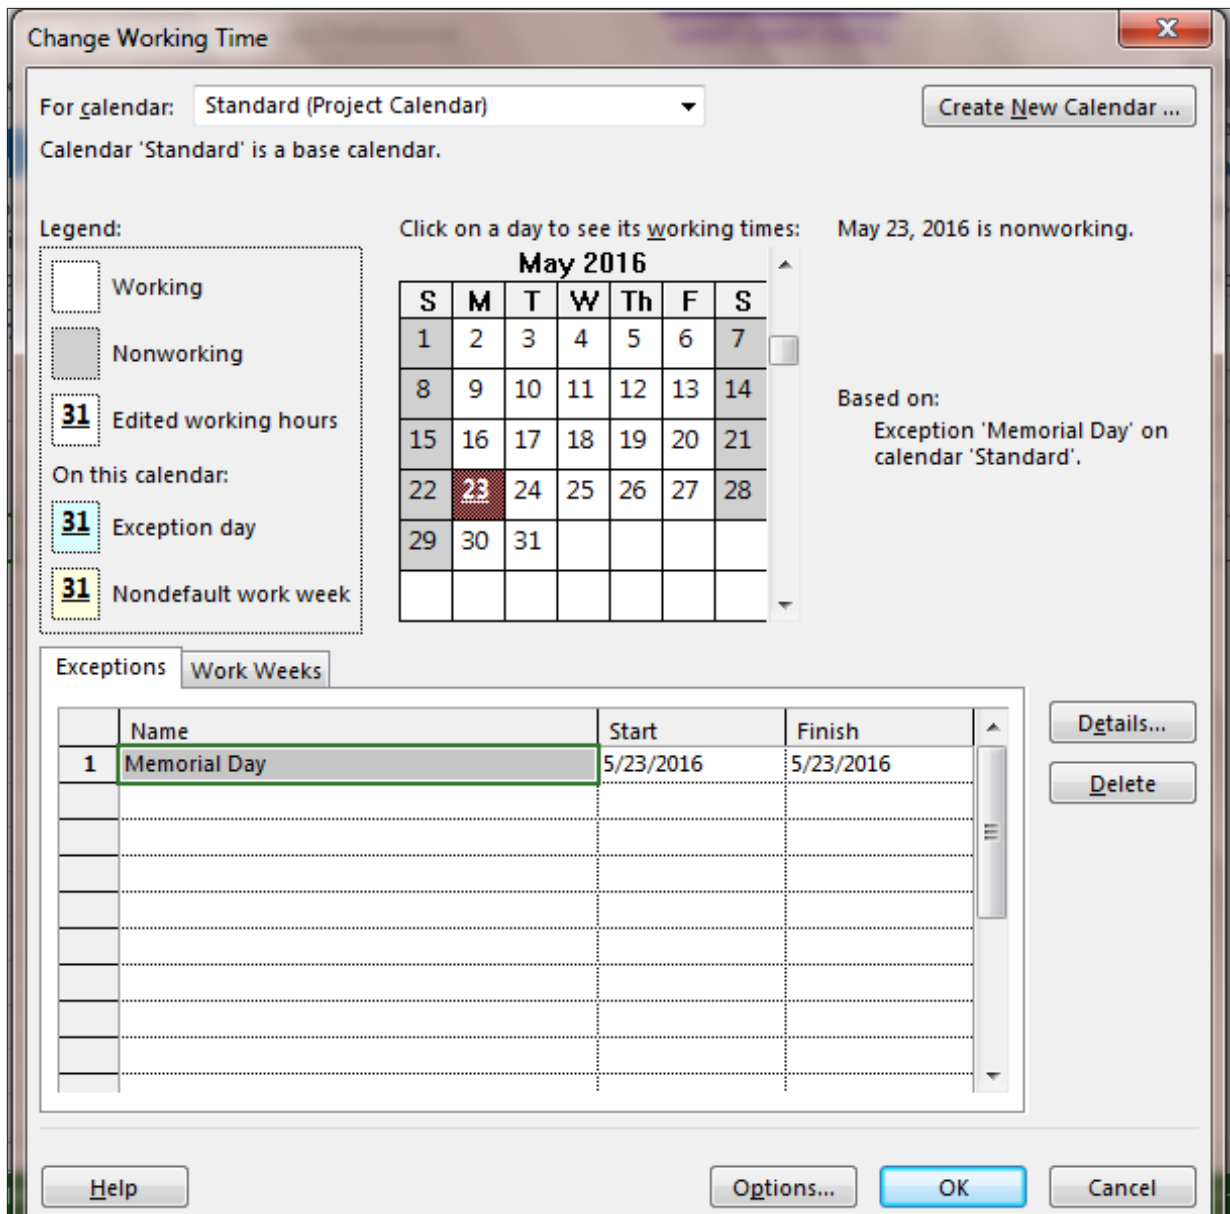 Change Working Time
X
For calendar: Standard (Project Calendar) Create New Calendar ...
Calendar 'Standard' is a base calendar.
Legend:
Working
Nonworking
31 Edited working hours
On this calendar:
31 Exception day
31 Nondefault work week
Click on a day to see its working times:
May 2016
S M T W Th F S
1 2 3 4 5 6 7
8 9 10 11 12 13 14
15 16 17 18 19 20 21
22 23 24 25 26 27 28
29 30 31
May 23, 2016 is nonworking.
Based on:
Exception 'Memorial Day' on
calendar 'Standard'.
Exceptions Work Weeks
Name Start Finish
1 Memorial Day 5/23/2016 5/23/2016
Details...
Delete
Help Options... OK Cancel